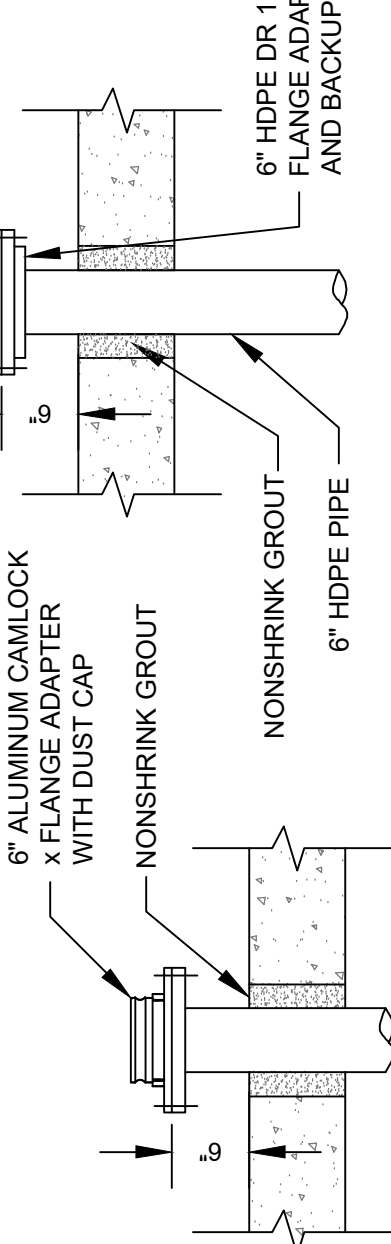 6" ALUMINUM CAMLOCK
x FLANGE ADAPTER
WITH DUST CAP
NONSHRINK GROUT
6"
6"
NONSHRINK GROUT
6" HDPE PIPE
6" HDPE DR 1
FLANGE
AND BACKUP